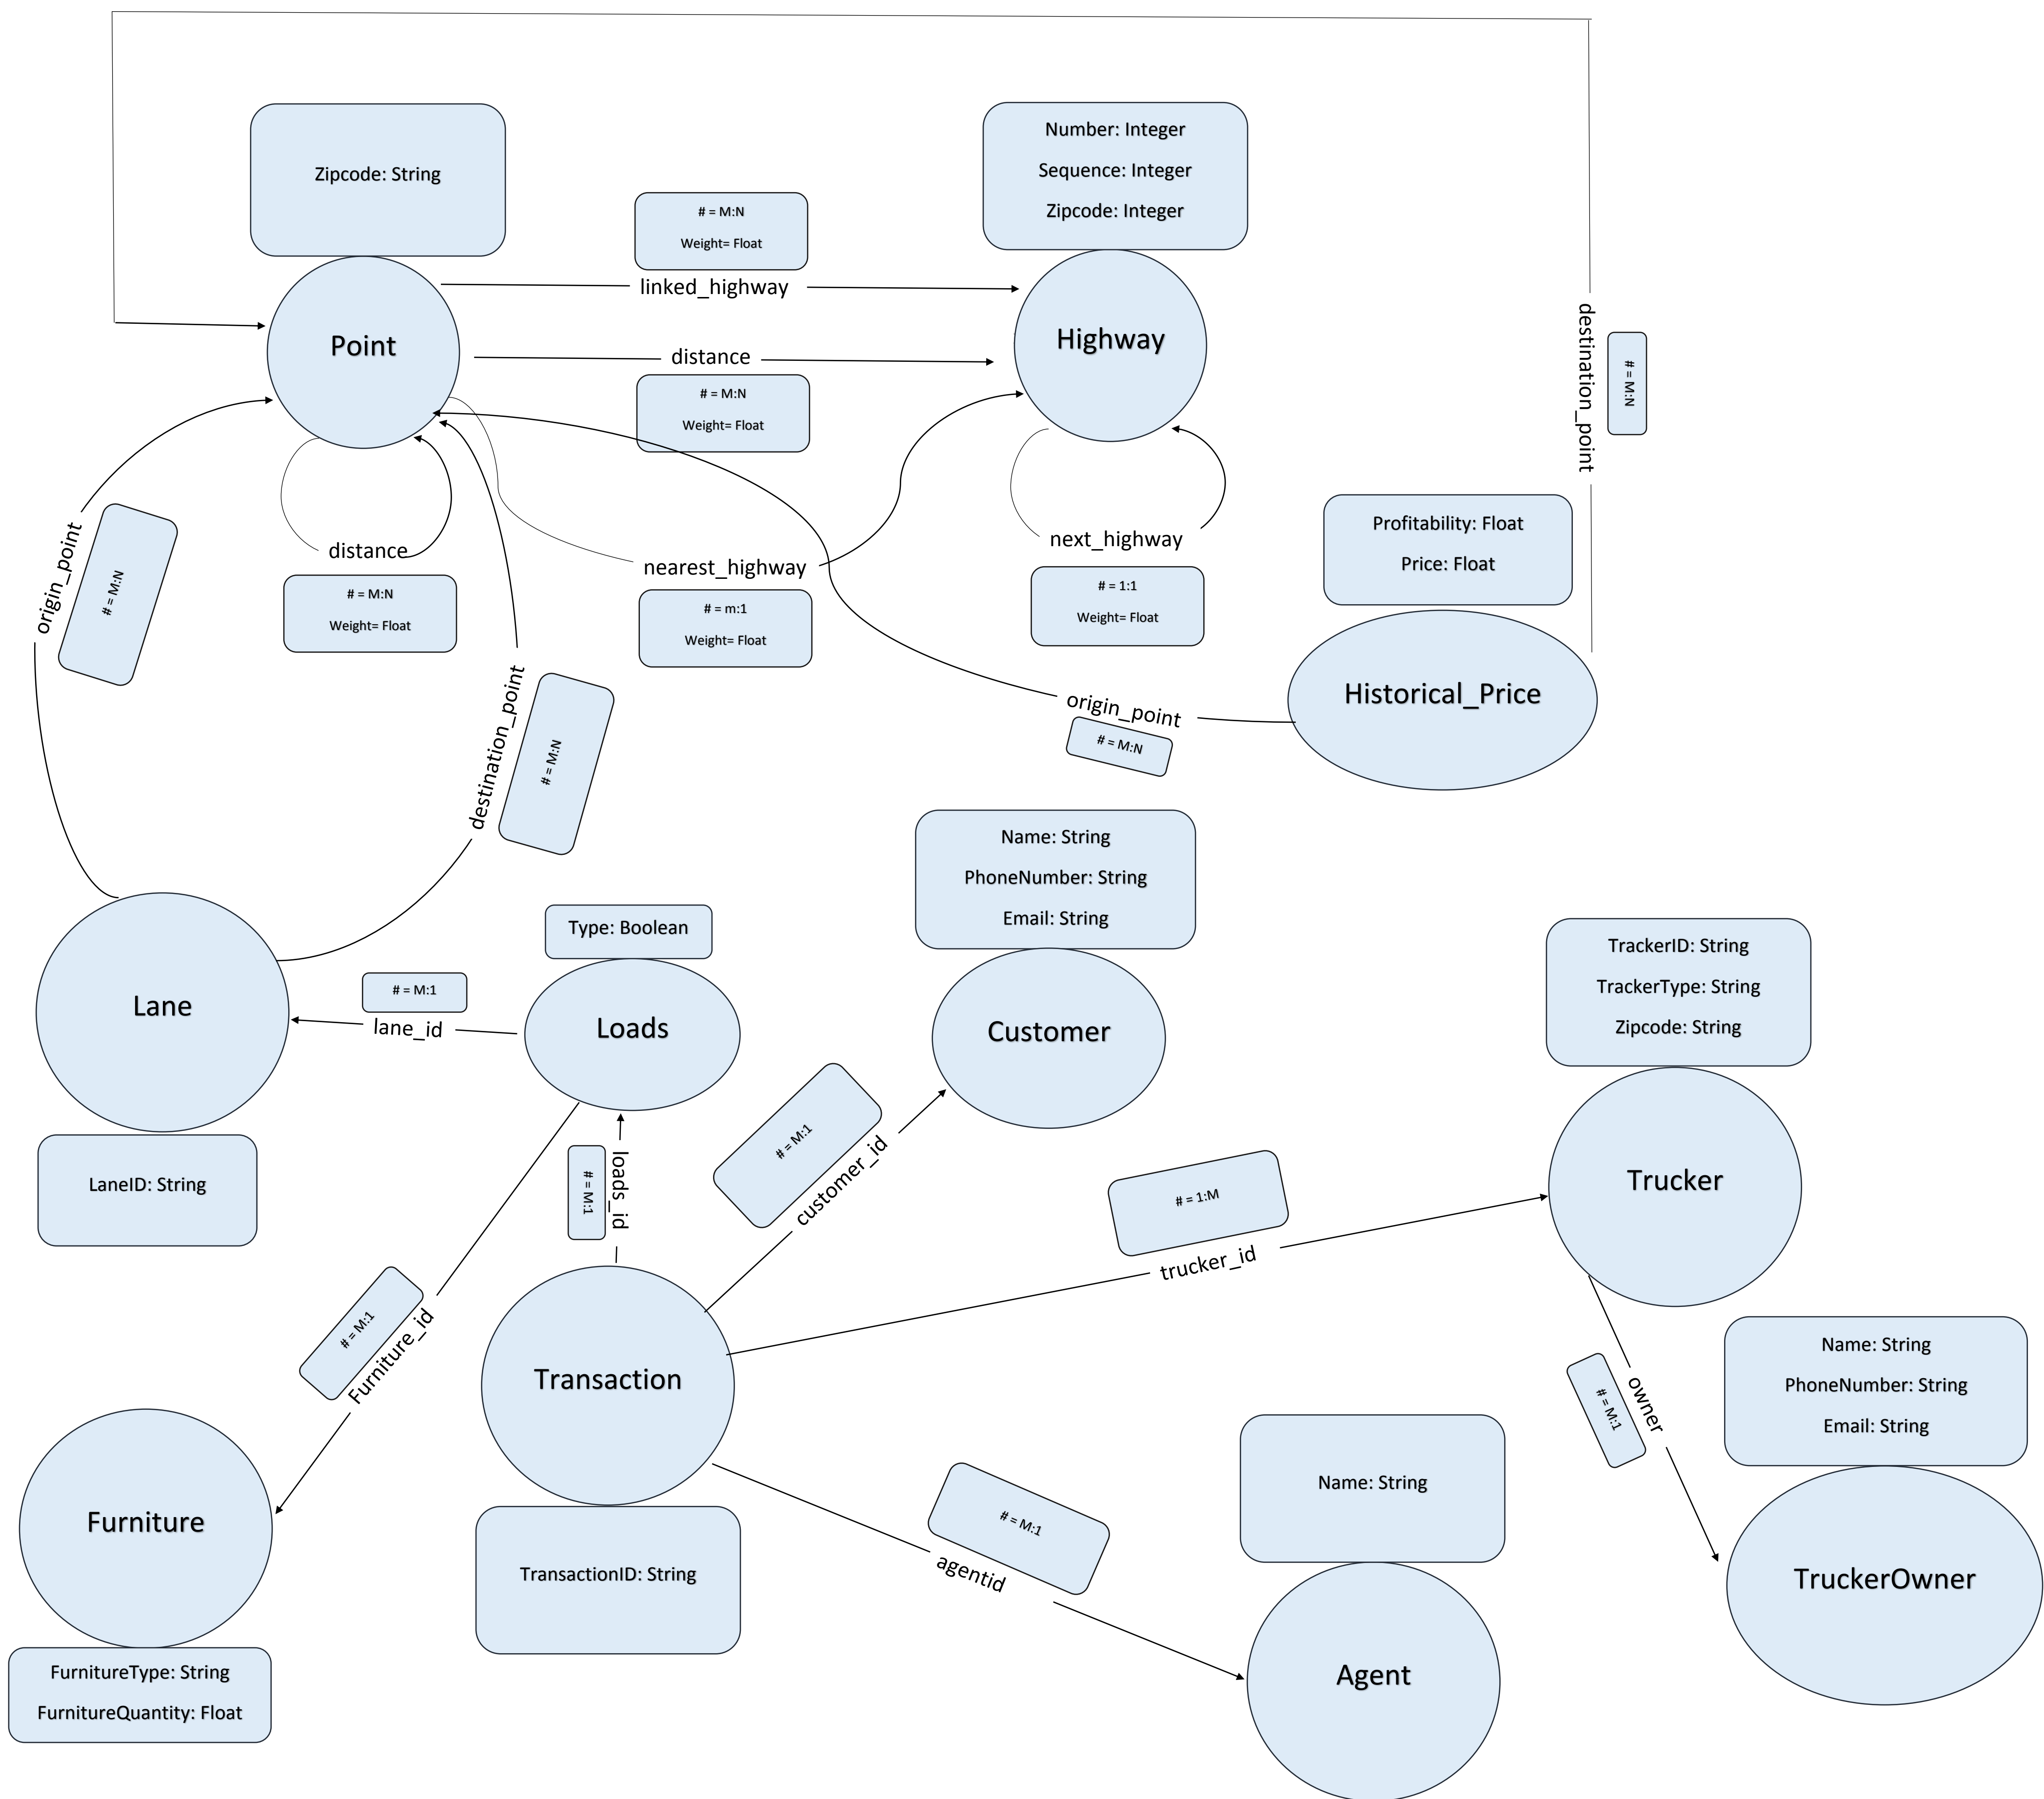 Zipcode: String
Number: Integer
Sequence: Integer
Zipcode: Integer
# = M:N
Weight= Float
linked_highway
Point
Highway
distance
# = M:N
Weight= Float
destination_point
# = M:N
origin_point
# = M:N
distance
# = M:N
Weight= Float
nearest_highway
# = m:1
Weight= Float
next_highway
# = 1:1
Weight= Float
Profitability: Float
Price: Float
Historical_Price
origin_point
# = M:N
destination_point
# = M:N
Name: String
PhoneNumber: String
Email: String
Type: Boolean
TrackerID: String
TrackerType: String
Zipcode: String
Lane
# = M:1
lane_id
Loads
Customer
LaneID: String
# = M:1
loads_id
# = M:1
customer_id
# = 1:M
trucker_id
Trucker
# = M:1
Furniture_id
Transaction
# = M:1
owner
Name: String
PhoneNumber: String
Email: String
Furniture
TransactionID: String
# = M:1
agentid
Name: String
TruckerOwner
FurnitureType: String
FurnitureQuantity: Float
Agent